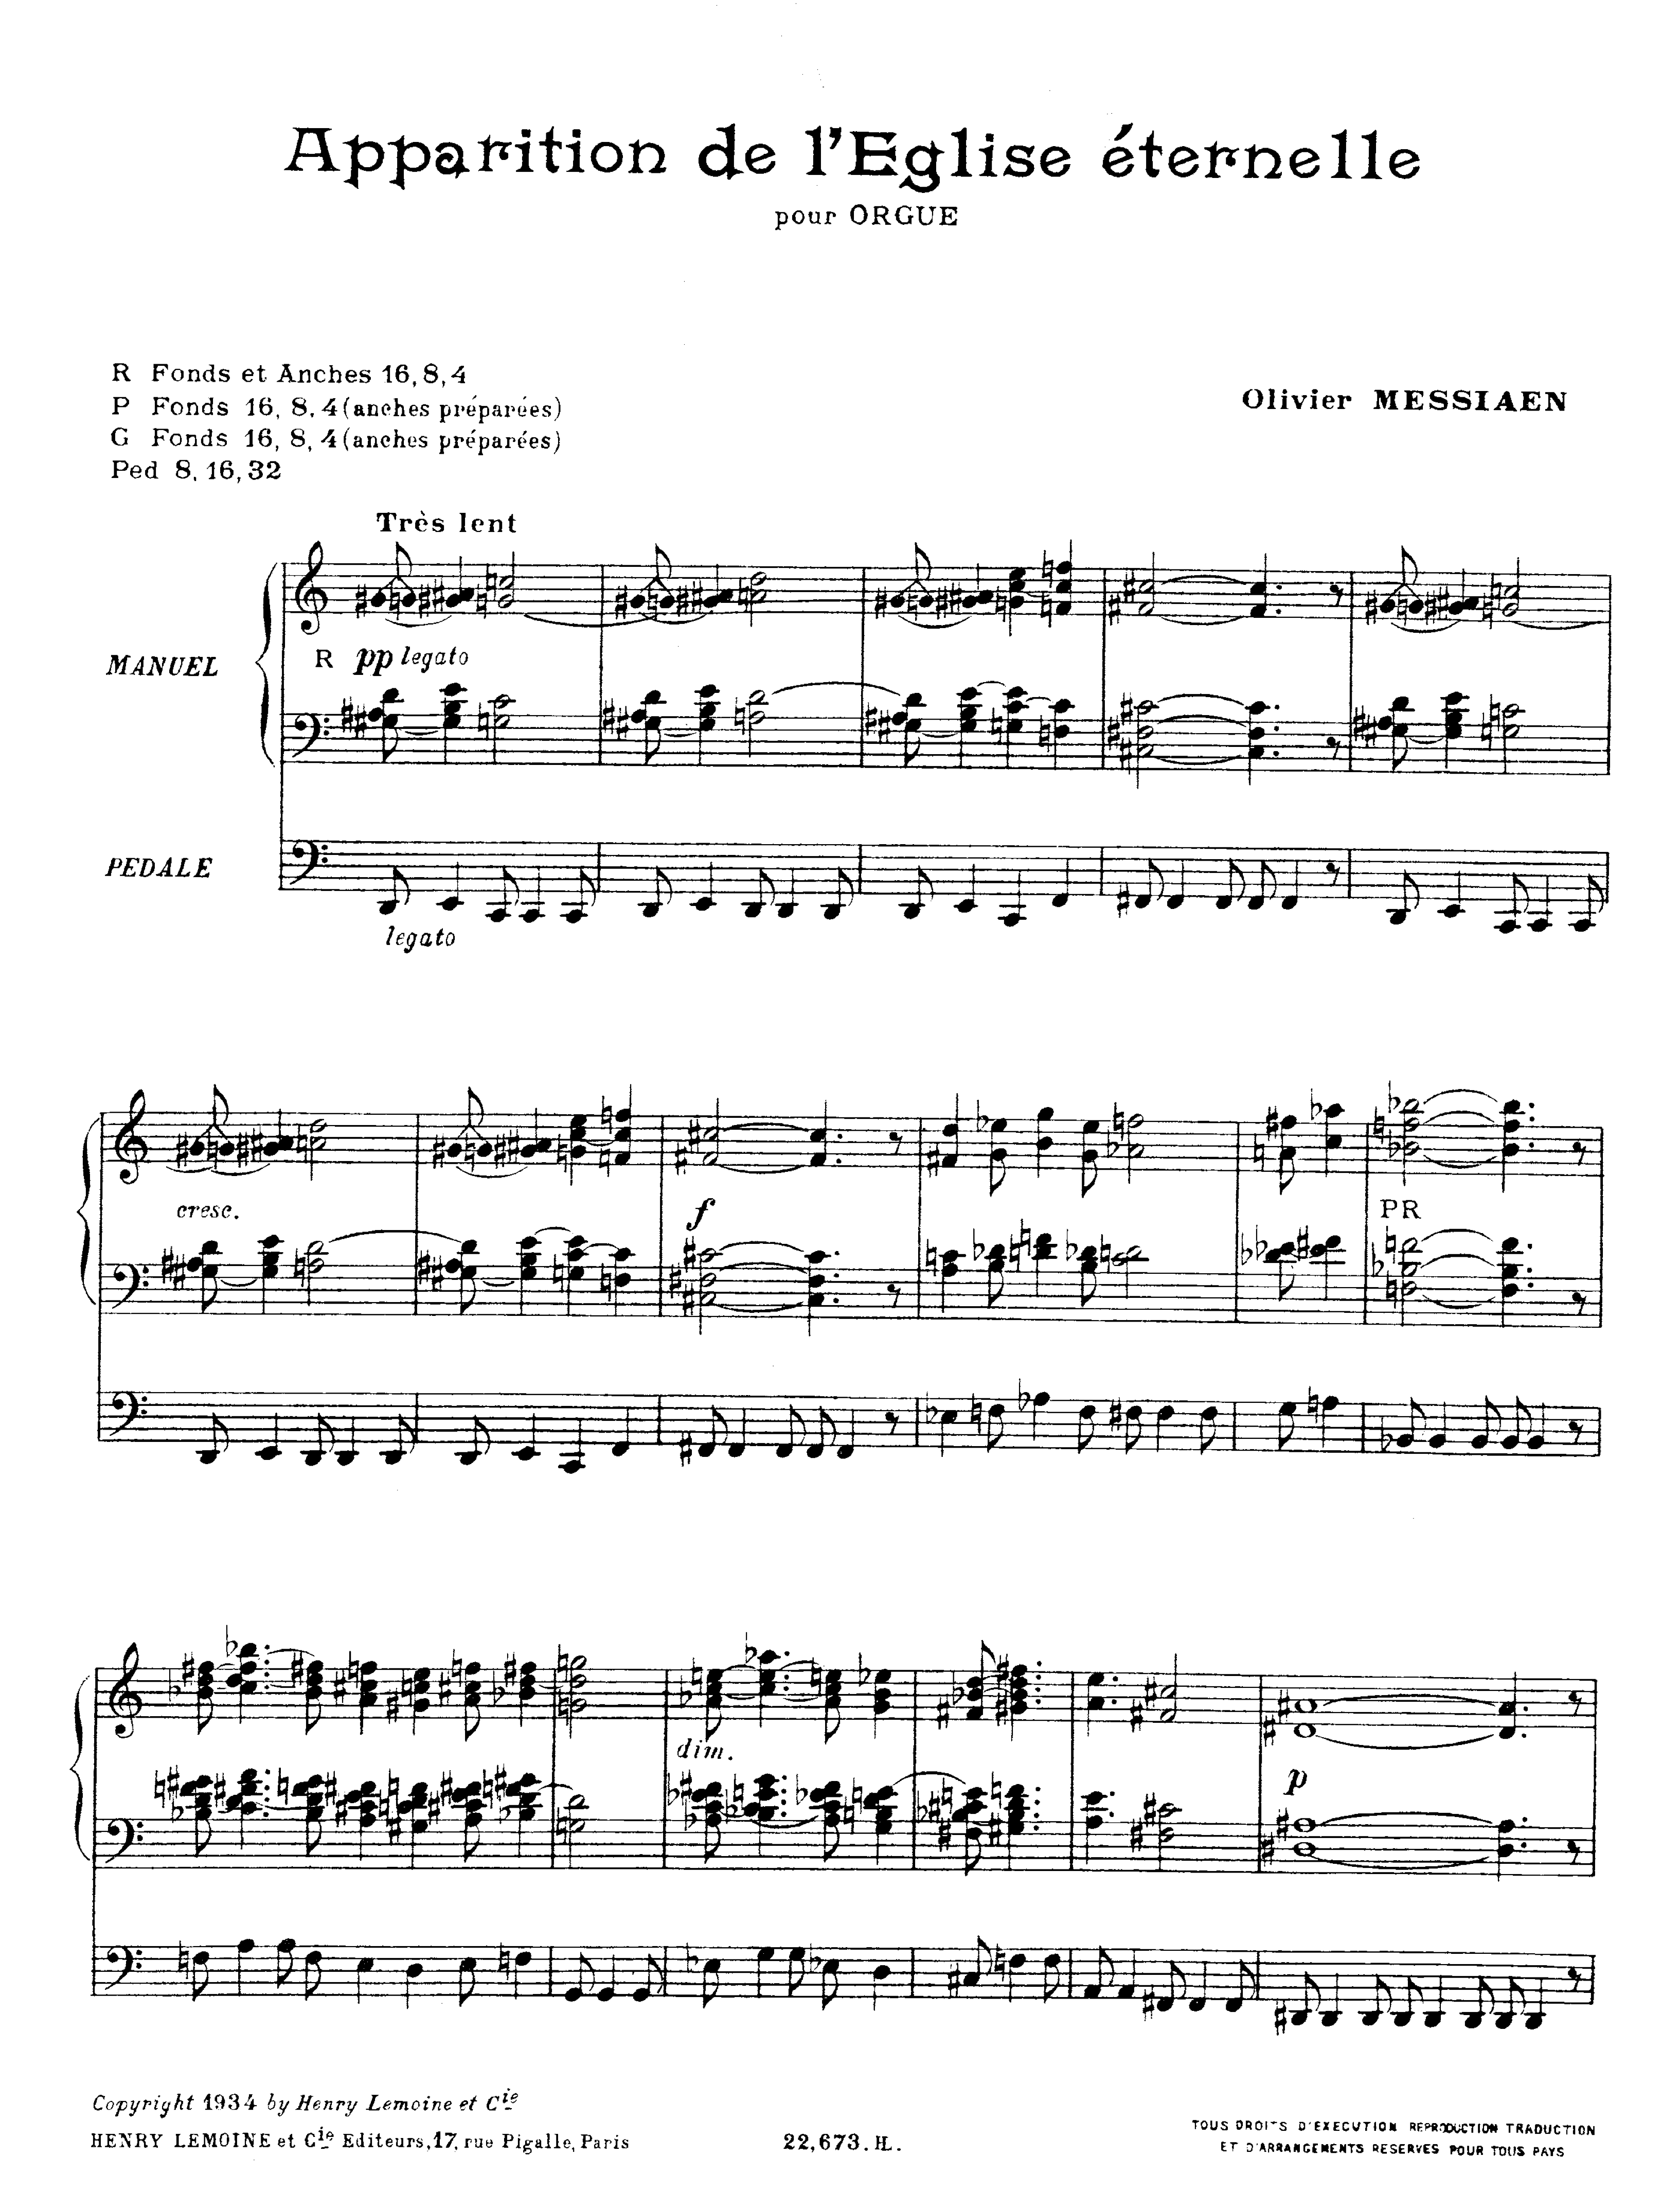 Apparition de l'Eglise éternelle
pour ORGUE
R Fonds et Anches 16, 8, 4
P Fonds 16, 8, 4 (anches préparées)
G Fonds 16, 8, 4 (anches préparées)
Ped 8, 16, 32
Olivier MESSIAEN
Très lent
MANUEL
R pp legato
PEDALE
legato
cresc.
f
PR
dim.
p
Copyright 1934 by Henry Lemoine et Cie
HENRY LEMOINE et Cie Editeurs, 17, rue Pigalle, Paris
22,673. HL.
TOUS DROITS D'EXECUTION REPRODUCTION TRADUCTION
ET D'ARRANGEMENTS RESERVES POUR TOUS PAYS